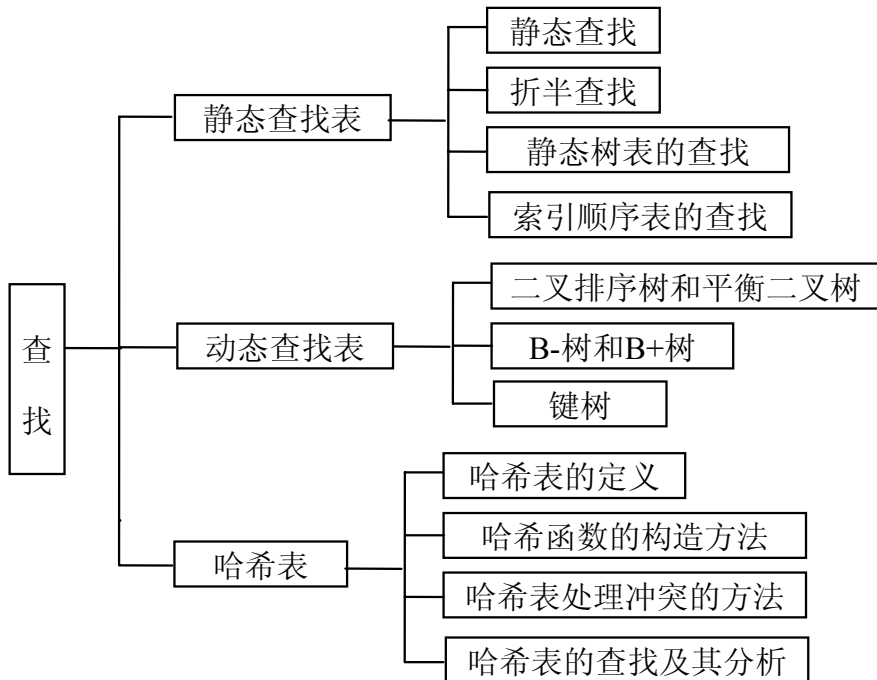 查找
静态查找表
静态查找
折半查找
静态树表的查找
索引顺序表的查找
动态查找表
二叉排序树和平衡二叉树
B-树和B+树
键树
哈希表
哈希表的定义
哈希函数的构造方法
哈希表处理冲突的方法
哈希表的查找及其分析